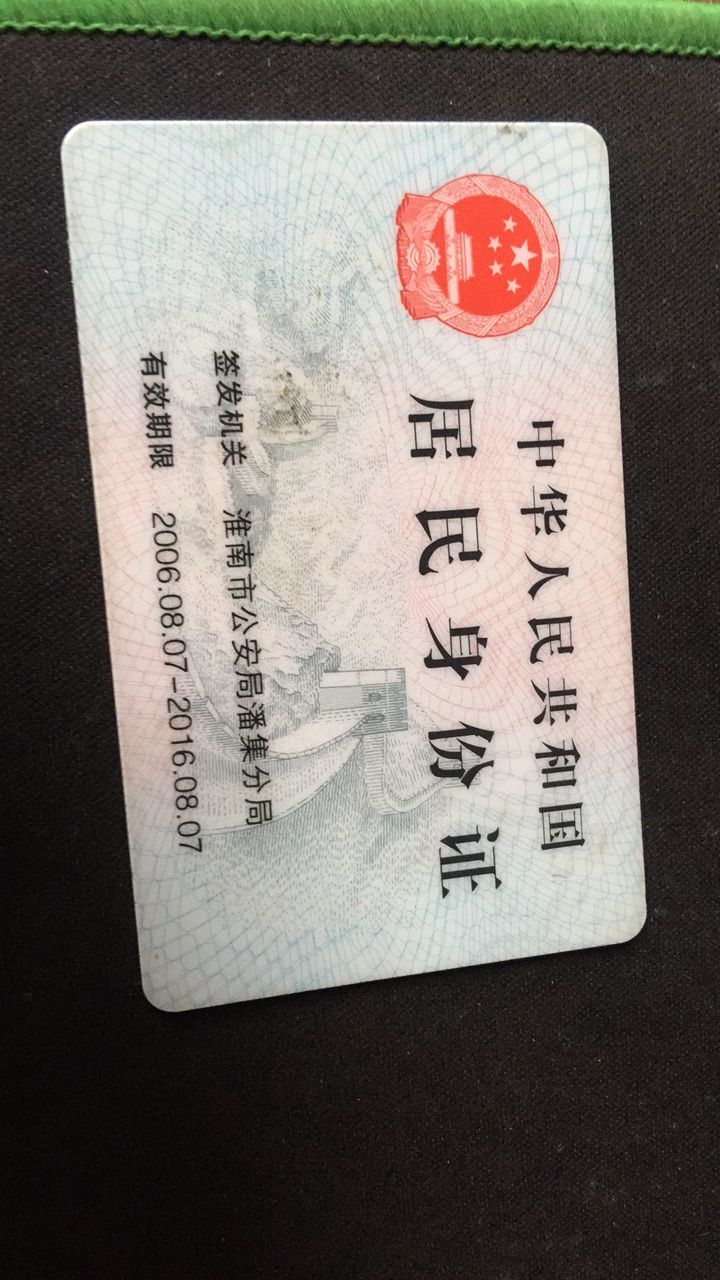 中华人民共和国
居民身份证
签发机关 淮南市公安局潘集分局
有效期限 2006.08.07-2016.08.07